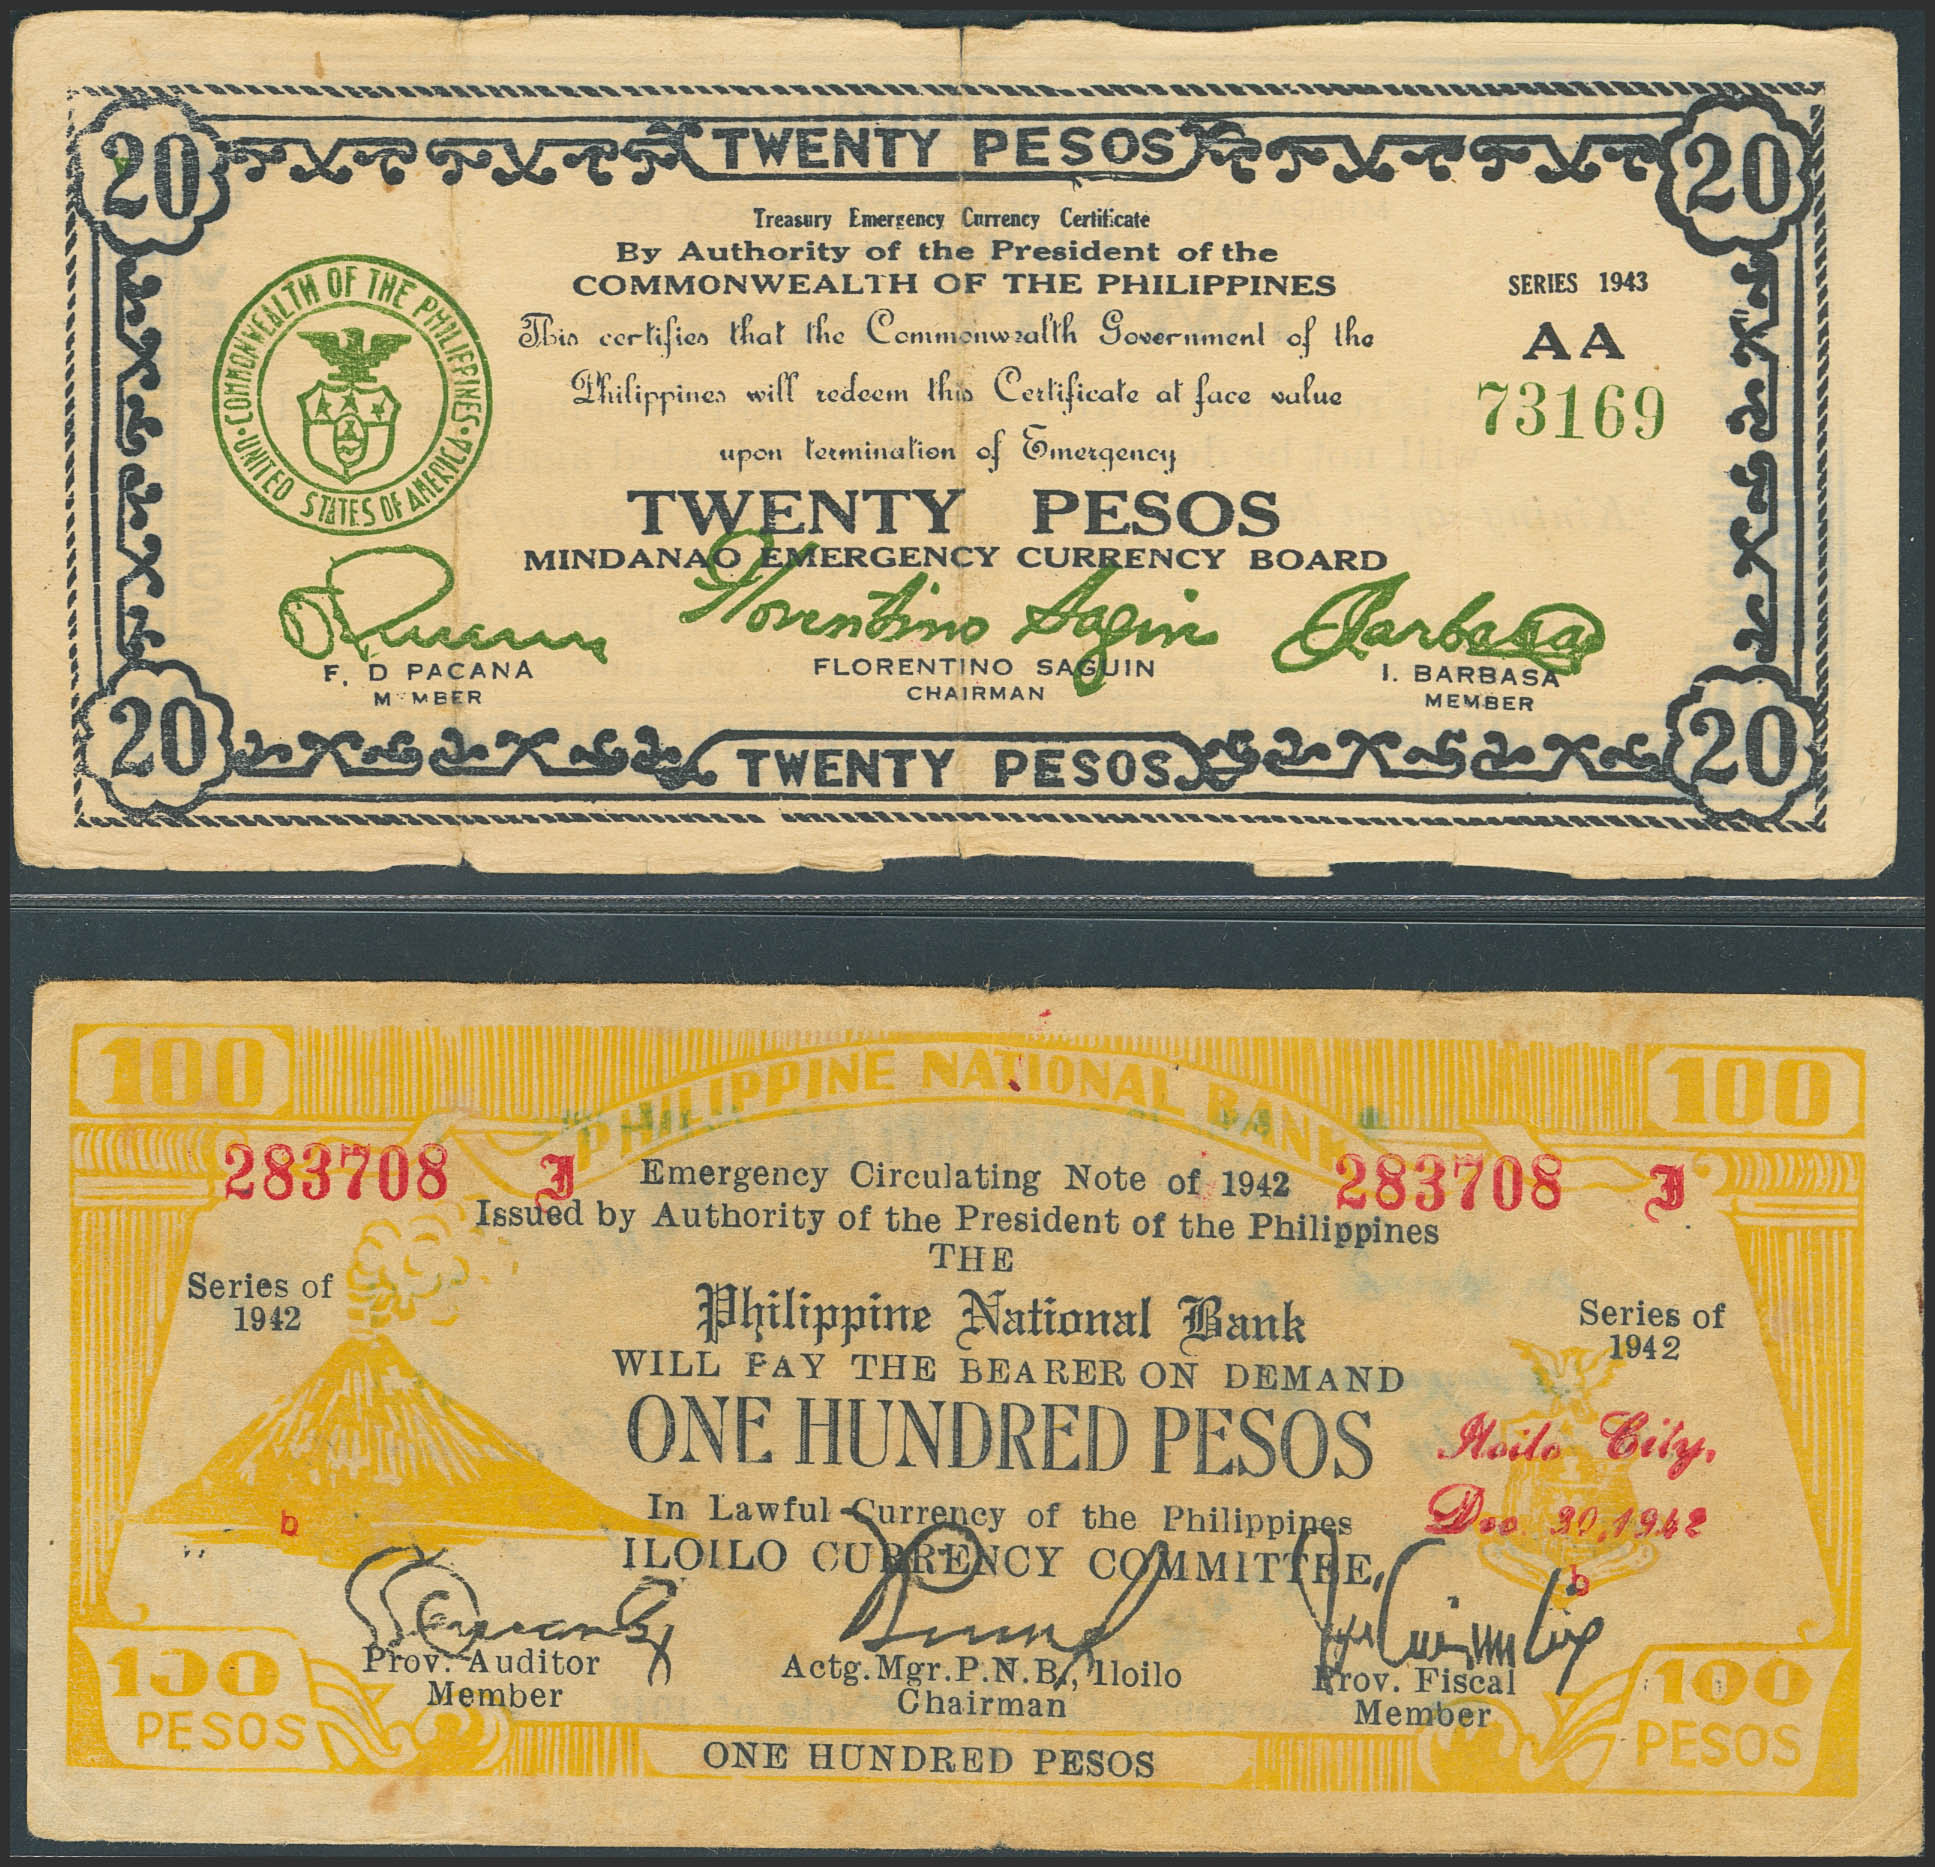 20 TWENTY PESOS 20
Treasury Emergency Currency Certificate
By Authority of the President of the
COMMONWEALTH OF THE PHILIPPINES
SERIES 1943
This certifies that the Commonwealth Government of the
AA
Philippines will redeem this Certificate at face value
73169
upon termination of Emergency
COMMONWEALTH OF THE PHILIPPINES
UNITED STATES OF AMERICA
TWENTY PESOS
MINDANAO EMERGENCY CURRENCY BOARD
Florentino Saguin
Barbasa
F. D PACANA
FLORENTINO SAGUIN
I. BARBASA
MEMBER
CHAIRMAN
MEMBER
20 TWENTY PESOS 20
100 PHILIPPINE NATIONAL BANK 100
283708 J
Emergency Circulating Note of 1942
283708 J
Issued by Authority of the President of the Philippines
THE
Series of
1942
Philippine National Bank
Series of
1942
WILL PAY THE BEARER ON DEMAND
ONE HUNDRED PESOS
Iloilo City,
In Lawful Currency of the Philippines
Dec. 30, 1942
b
ILOILO CURRENCY COMMITTEE,
b
Prov. Auditor
Member
Actg.Mgr.P.N.B., Iloilo
Chairman
Prov. Fiscal
Member
100
PESOS
ONE HUNDRED PESOS
100
PESOS